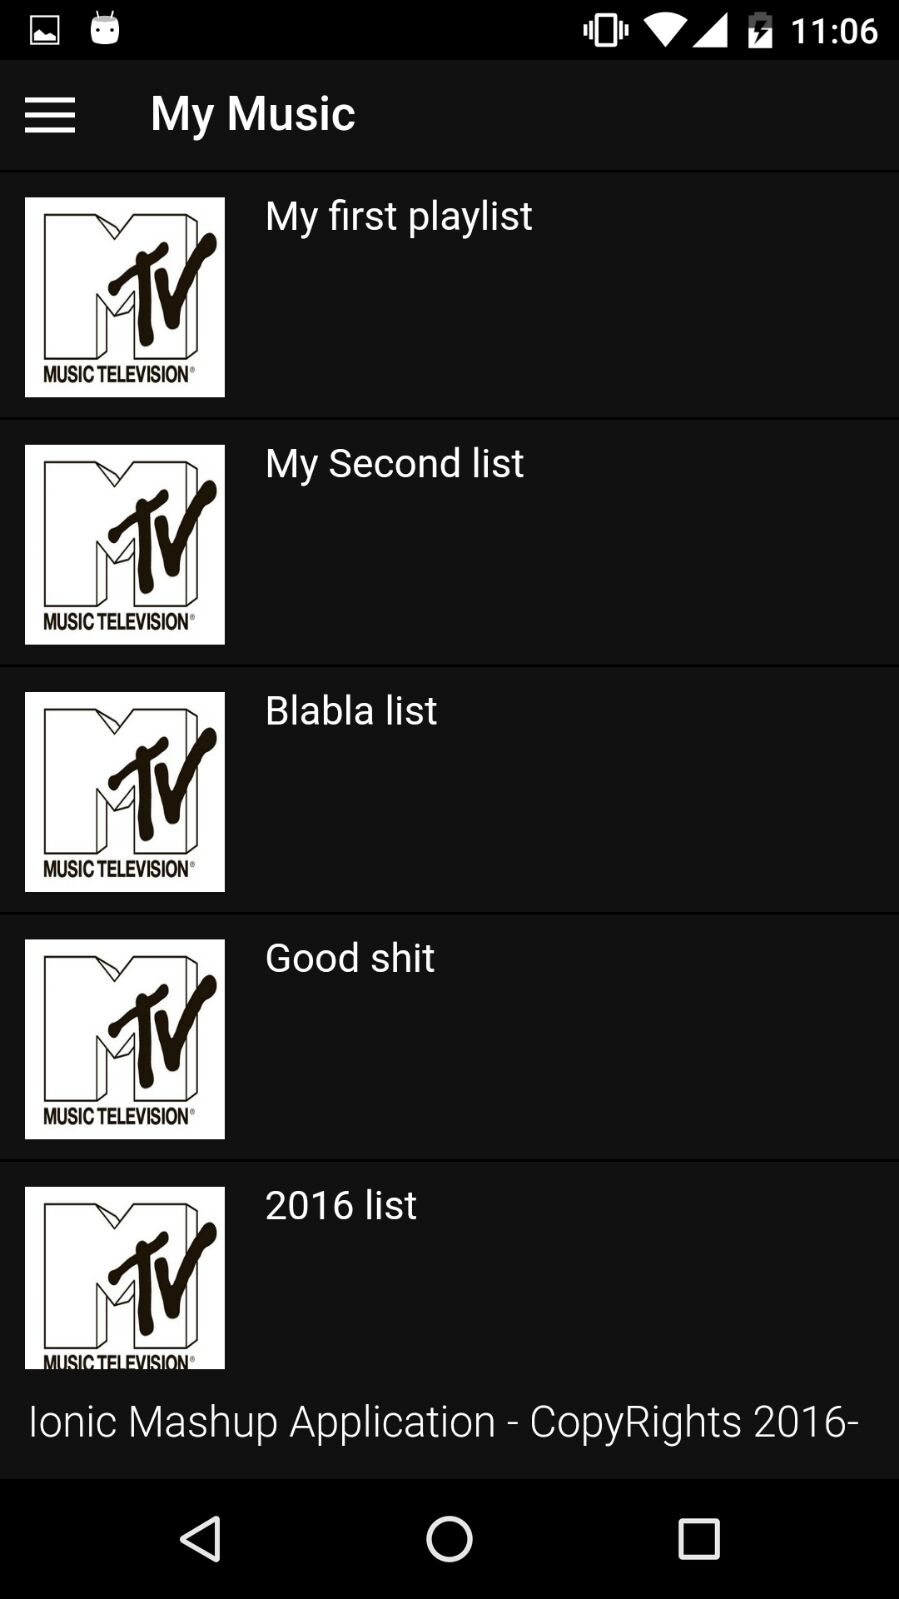 11:06
My Music
My first playlist
MTV
MUSIC TELEVISION®
My Second list
MTV
MUSIC TELEVISION®
Blabla list
MTV
MUSIC TELEVISION®
Good shit
MTV
MUSIC TELEVISION®
2016 list
MTV
MUSIC TELEVISION®
Ionic Mashup Application - CopyRights 2016-